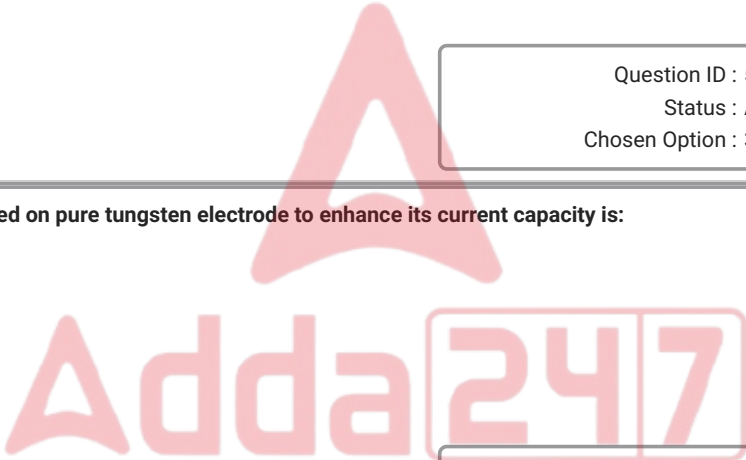 Question ID :
Status :
Chosen Option :
ed on pure tungsten electrode to enhance its current capacity is:
Adda247